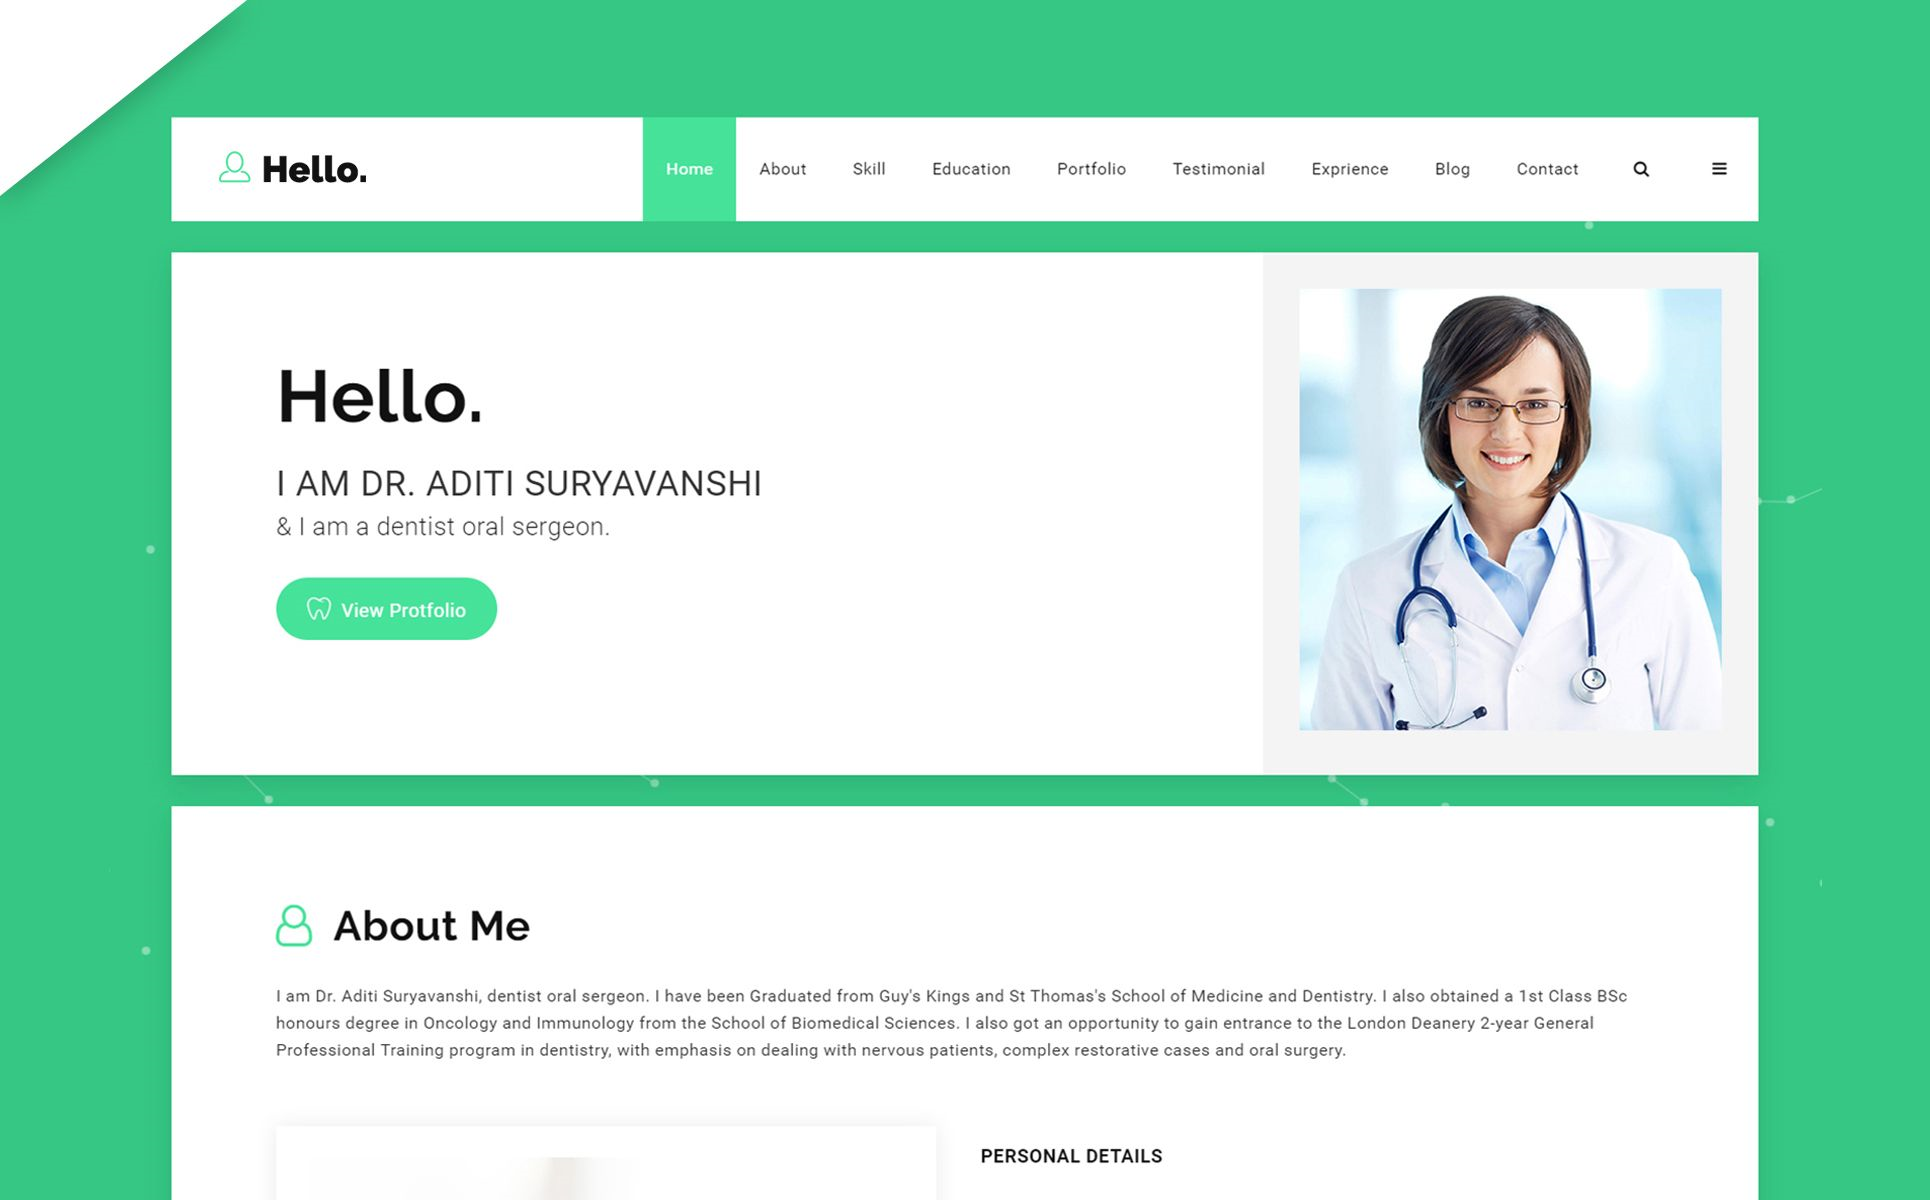 Hello.
Home About Skill Education Portfolio Testimonial Exprience Blog Contact
Hello.
I AM DR. ADITI SURYAVANSHI
& I am a dentist oral sergeon.
View Protfolio
About Me
I am Dr. Aditi Suryavanshi, dentist oral sergeon. I have been Graduated from Guy's Kings and St Thomas's School of Medicine and Dentistry. I also obtained a 1st Class BSc
honours degree in Oncology and Immunology from the School of Biomedical Sciences. I also got an opportunity to gain entrance to the London Deanery 2-year General
Professional Training program in dentistry, with emphasis on dealing with nervous patients, complex restorative cases and oral surgery.
PERSONAL DETAILS